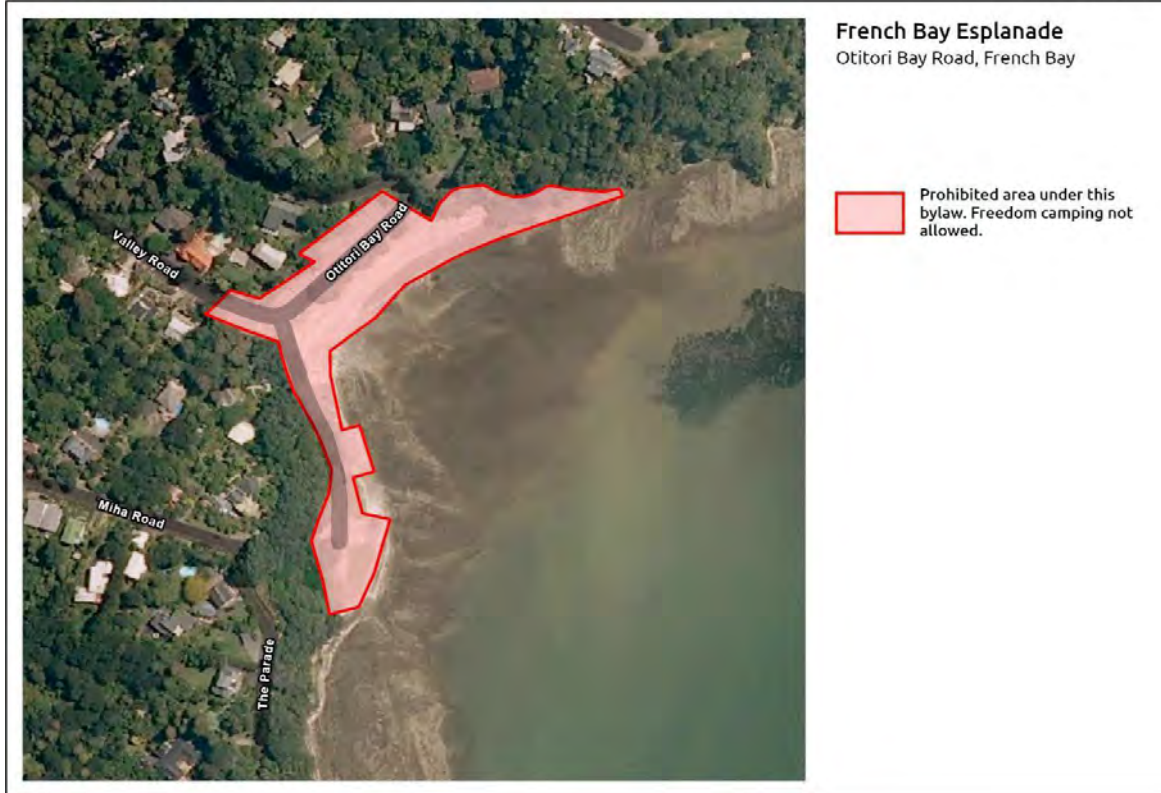 French Bay Esplanade
Otitori Bay Road, French Bay
Prohibited area under this
bylaw. Freedom camping not
allowed.
Otitori Bay Road
Valley Road
Miha Road
The Parade